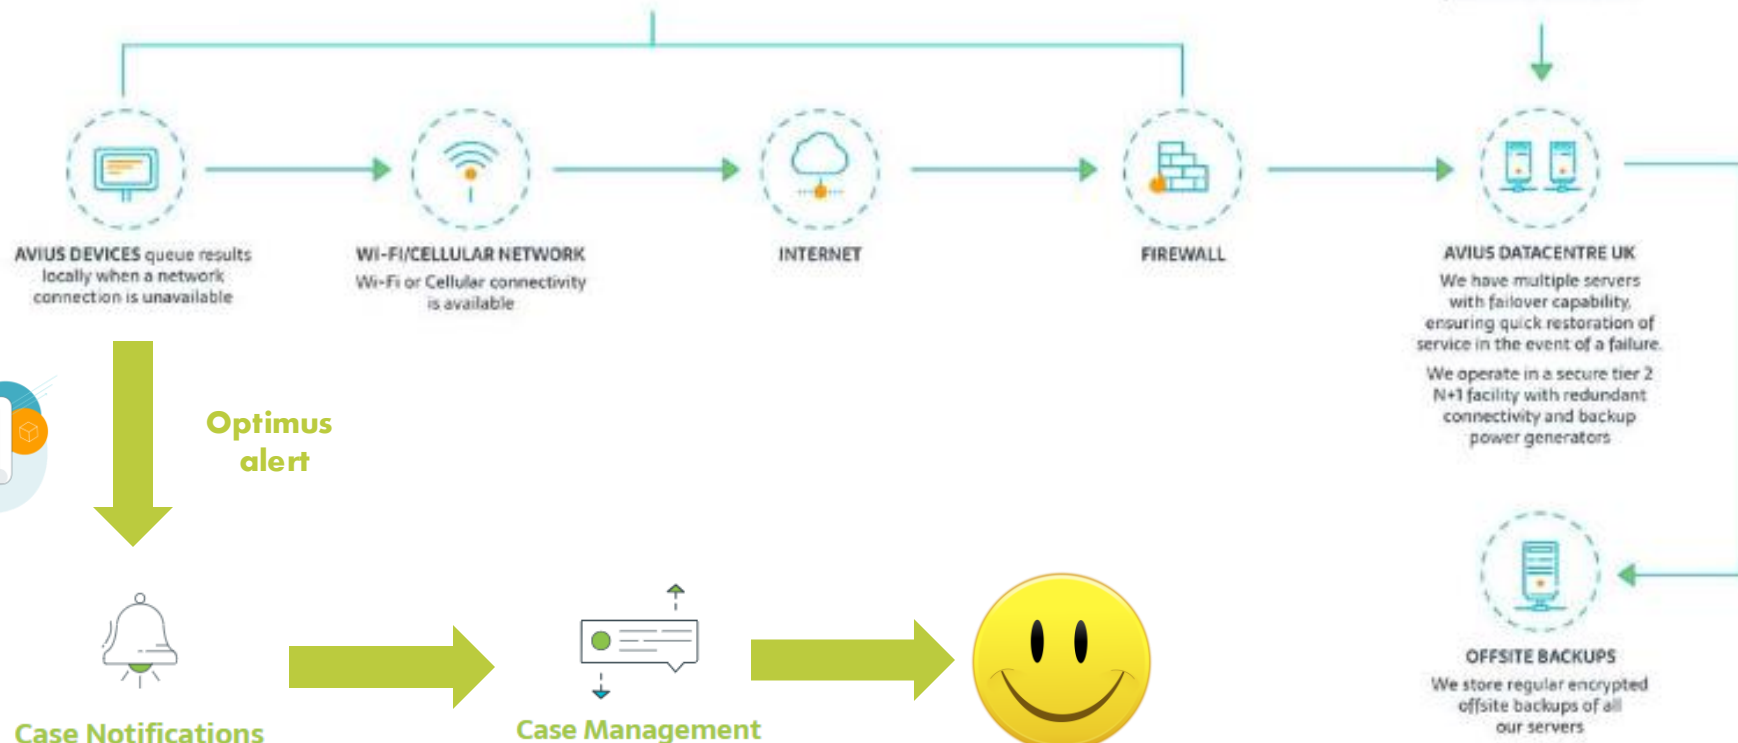 AVIUS DEVICES queue results
locally when a network
connection is unavailable
WI-FI/CELLULAR NETWORK
Wi-Fi or Cellular connectivity
is available
INTERNET
FIREWALL
AVIUS DATACENTRE UK
We have multiple servers
with failover capability,
ensuring quick restoration of
service in the event of a failure.
We operate in a secure tier 2
N+1 facility with redundant
connectivity and backup
power generators
Optimus
alert
Case Notifications
Case Management
OFFSITE BACKUPS
We store regular encrypted
offsite backups of all
our servers